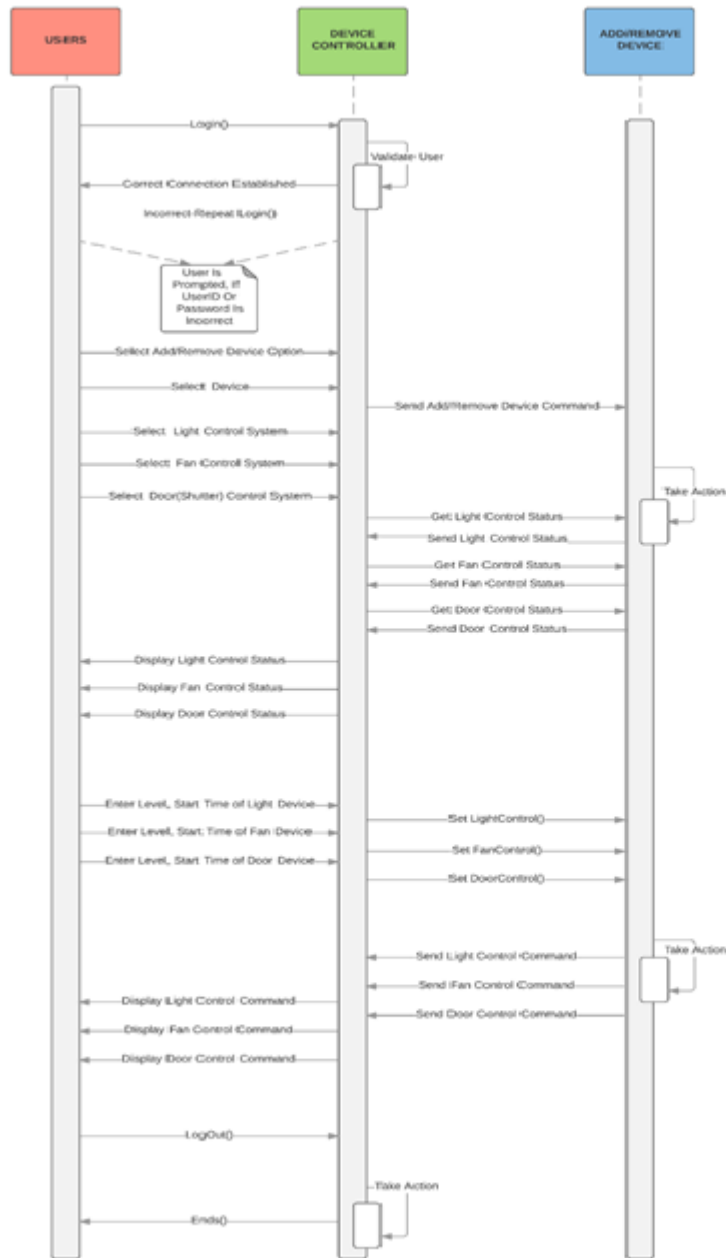 USERS
DEVICE
CONTROLLER
ADD/REMOVE
DEVICE
Login()
Validate User
Correct Connection Established
Incorrect Repeat Login()
User Is
Prompted, If
UserID Or
Password Is
Incorrect
Select Add/Remove Device Option
Select Device
Send Add/Remove Device Command
Select Light Control System
Select Fan Control System
Take Action
Select Door(Shutter) Control System
Get Light Control Status
Send Light Control Status
Get Fan Control Status
Send Fan Control Status
Get Door Control Status
Send Door Control Status
Display Light Control Status
Display Fan Control Status
Display Door Control Status
Enter Level, Start Time of Light Device
Set LightControl()
Enter Level, Start Time of Fan Device
Set FanControl()
Enter Level, Start Time of Door Device
Set DoorControl()
Take Action
Send Light Control Command
Send Fan Control Command
Display Light Control Command
Send Door Control Command
Display Fan Control Command
Display Door Control Command
LogOut()
Take Action
Ends()